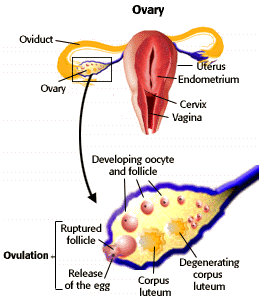 Ovary
Oviduct
Uterus
Endometrium
Ovary
Cervix
Vagina
Developing oocyte
and follicle
Ruptured
follicle
Ovulation
Release
of the egg
Corpus
luteum
Degenerating
corpus
luteum